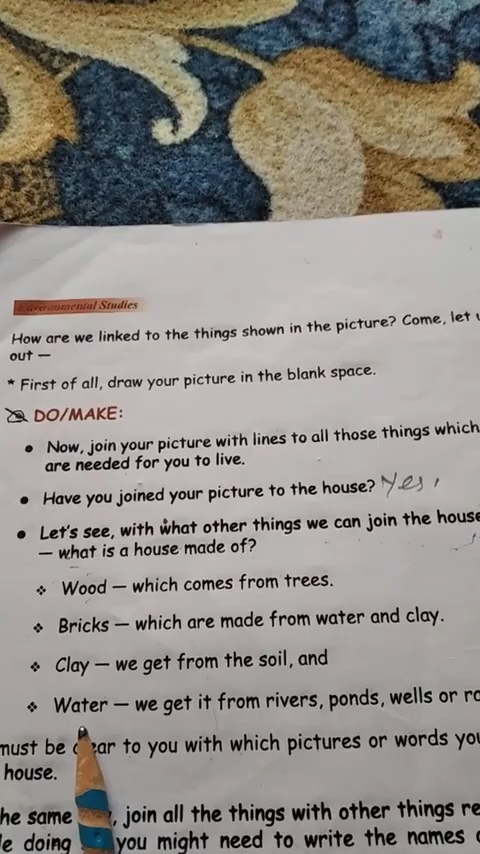 Environmental Studies
How are we linked to the things shown in the picture? Come, let
out —
* First of all, draw your picture in the blank space.
DO/MAKE:
• Now, join your picture with lines to all those things which
are needed for you to live.
• Have you joined your picture to the house? Yes,
• Let's see, with what other things we can join the house
— what is a house made of?
❖ Wood — which comes from trees.
❖ Bricks — which are made from water and clay.
❖ Clay — we get from the soil, and
❖ Water — we get it from rivers, ponds, wells or
must be to you with which pictures or words
house.
same , join all the things with other things
doing you might need to write the names